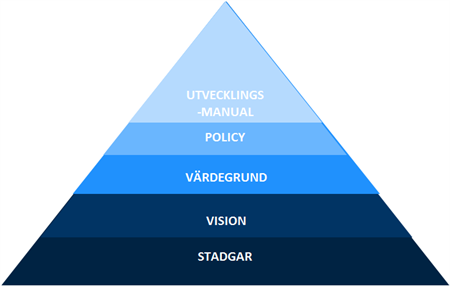 UTVECKLINGS
-MANUAL
POLICY
VÄRDEGRUND
VISION
STADGAR